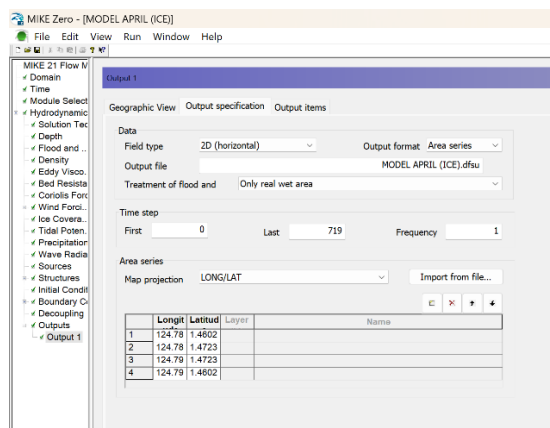 MIKE Zero - [MODEL APRIL (ICE)]
File Edit View Run Window Help
MIKE 21 Flow M
Domain
Time
Module Select
Hydrodynamic
Solution Tec
Depth
Flood and ..
Density
Eddy Visco.
Bed Resista
Coriolis Forc
Wind Forci..
Ice Covera..
Tidal Poten.
Precipitation
Wave Radia
Sources
Structures
Initial Condit
Boundary Co
Decoupling
Outputs
Output 1
Output 1
Geographic View Output specification Output items
Data
Field type 2D (horizontal) Output format Area series
Output file MODEL APRIL (ICE).dfsu
Treatment of flood and Only real wet area
Time step
First 0 Last 719 Frequency 1
Area series
Map projection LONG/LAT Import from file...
Longit Latitud Layer Name
1 124.78 1.4602
2 124.78 1.4723
3 124.79 1.4723
4 124.79 1.4602